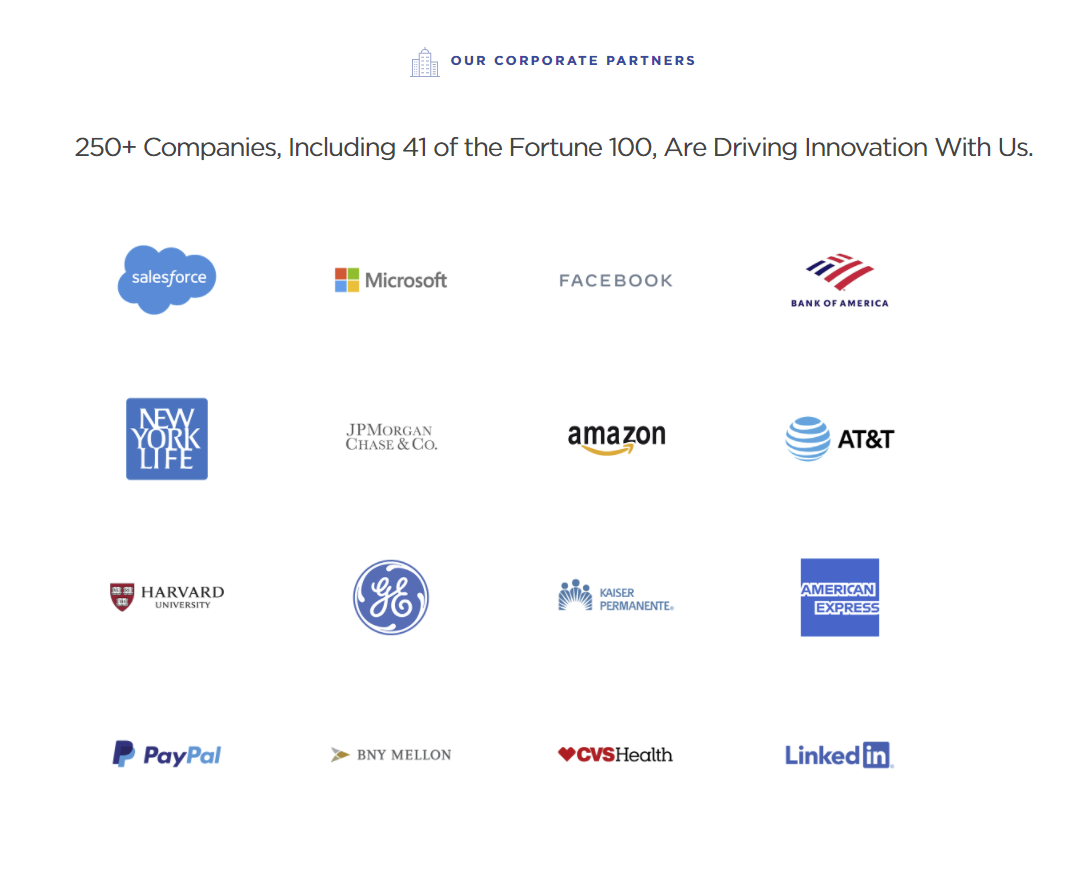 OUR CORPORATE PARTNERS
250+ Companies, Including 41 of the Fortune 100, Are Driving Innovation With Us.
salesforce
Microsoft
FACEBOOK
BANK OF AMERICA
NEW
YORK
LIFE
JPMORGAN
CHASE & CO.
amazon
AT&T
HARVARD
UNIVERSITY
GE
KAISER
PERMANENTE®
AMERICAN
EXPRESS
P PayPal
BNY MELLON
CVSHealth
Linkedin